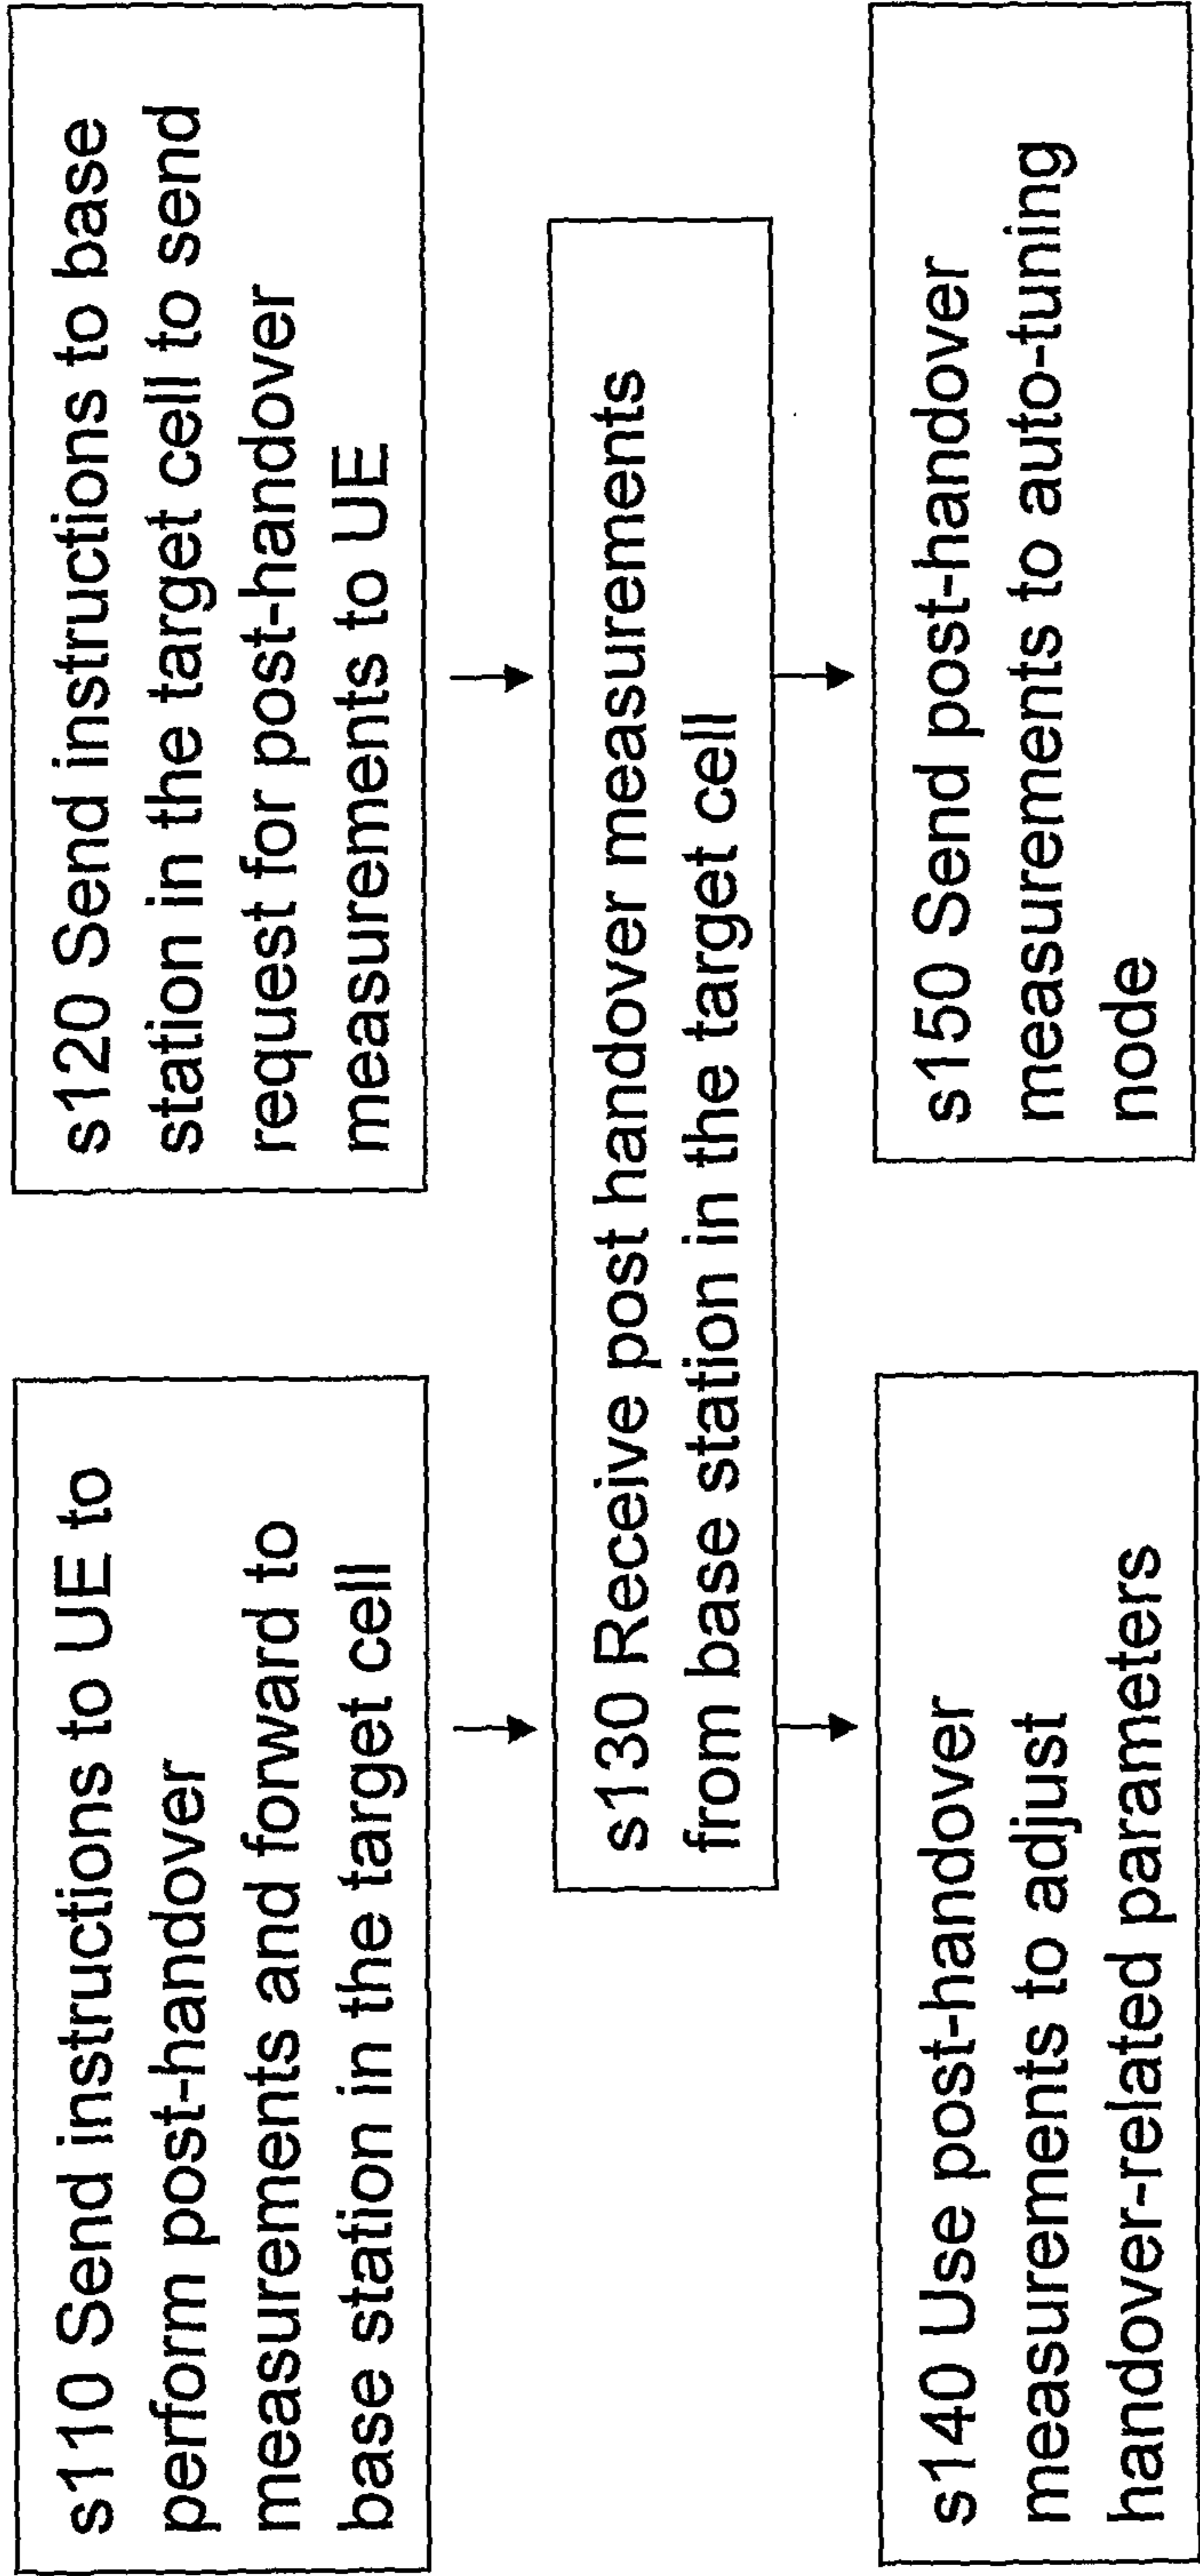 s110 Send instructions to UE to
perform post-handover
measurements and forward to
base station in the target cell
s120 Send instructions to base
station in the target cell to send
request for post-handover
measurements to UE
s130 Receive post handover measurements
from base station in the target cell
s140 Use post-handover
measurements to adjust
handover-related parameters
s150 Send post-handover
measurements to auto-tuning
node